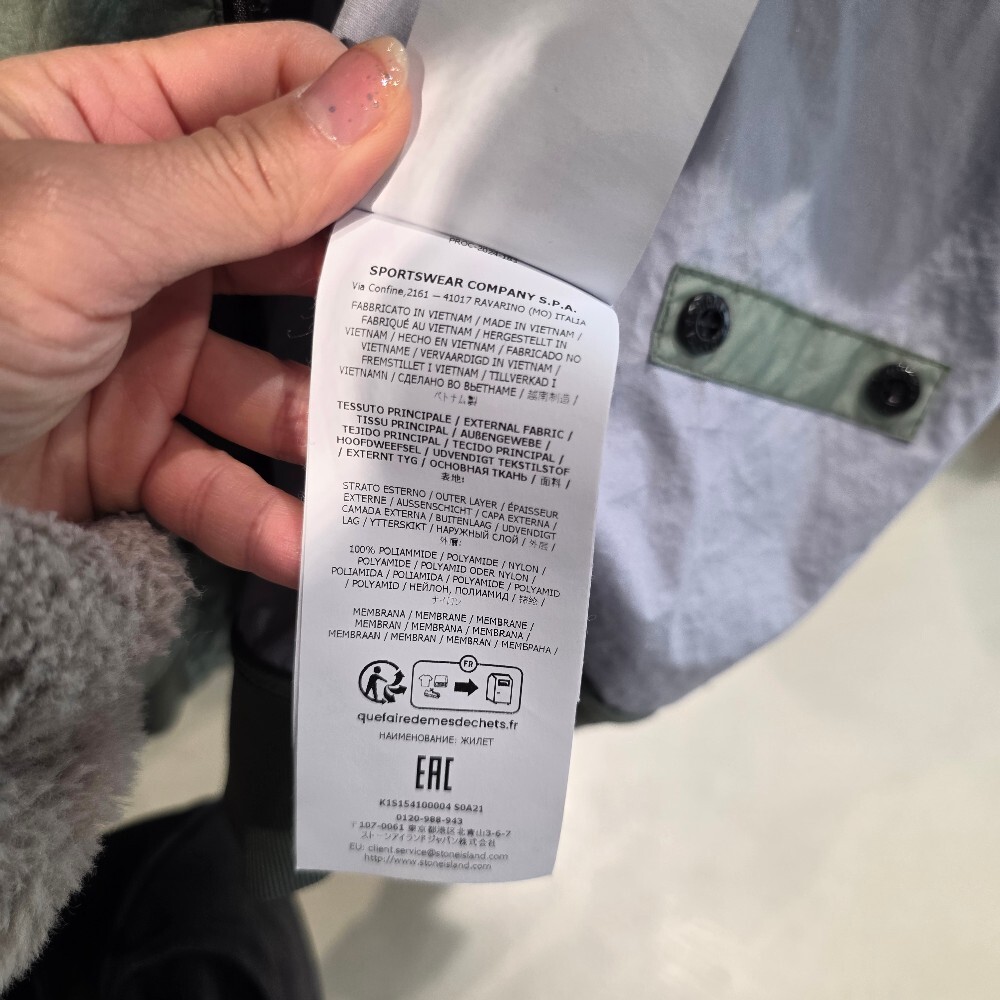 PROC-2024-183
SPORTSWEAR COMPANY S.P.A.
Via Confine,2161 — 41017 RAVARINO (MO) ITALIA
FABBRICATO IN VIETNAM / MADE IN VIETNAM /
FABRIQUÉ AU VIETNAM / HERGESTELLT IN
VIETNAM / HECHO EN VIETNAM / FABRICADO NO
VIETNAME / VERVAARDIGD IN VIETNAM /
FREMSTILLET I VIETNAM / TILLVERKAD I
VIETNAMN / СДЕЛАНО ВО ВЬЕТНАМЕ / 越南制造 /
ベトナム製
TESSUTO PRINCIPALE / EXTERNAL FABRIC /
TISSU PRINCIPAL / AUßENGEWEBE /
TEJIDO PRINCIPAL / TECIDO PRINCIPAL /
HOOFDWEEFSEL / UDVENDIGT TEKSTILSTOF
/ EXTERNT TYG / ОСНОВНАЯ ТКАНЬ / 面料 /
表地:
STRATO ESTERNO / OUTER LAYER / ÉPAISSEUR
EXTERNE / AUSSENSCHICHT / CAPA EXTERNA /
CAMADA EXTERNA / BUITENLAAG / UDVENDIGT
LAG / YTTERSKIKT / НАРУЖНЫЙ СЛОЙ / 外层 /
外層:
100% POLIAMMIDE / POLYAMIDE / NYLON /
POLYAMIDE / POLYAMID ODER NYLON /
POLIAMIDA / POLIAMIDA / POLYAMIDE / POLYAMID
/ POLYAMID / НЕЙЛОН, ПОЛИАМИД / 锦纶 /
ナイロン
MEMBRANA / MEMBRANE / MEMBRANE /
MEMBRAN / MEMBRANA / MEMBRANA /
MEMBRAAN / MEMBRAN / MEMBRAN / МЕМБРАНА /
FR
quefairedemesdechets.fr
НАИМЕНОВАНИЕ: ЖИЛЕТ
EAC
K1S154100004 S0A21
0120-988-943
〒107-0061 東京都港区北青山3-6-7
ストーンアイランドジャパン株式会社
EU: client.service@stoneisland.com
http://www.stoneisland.com